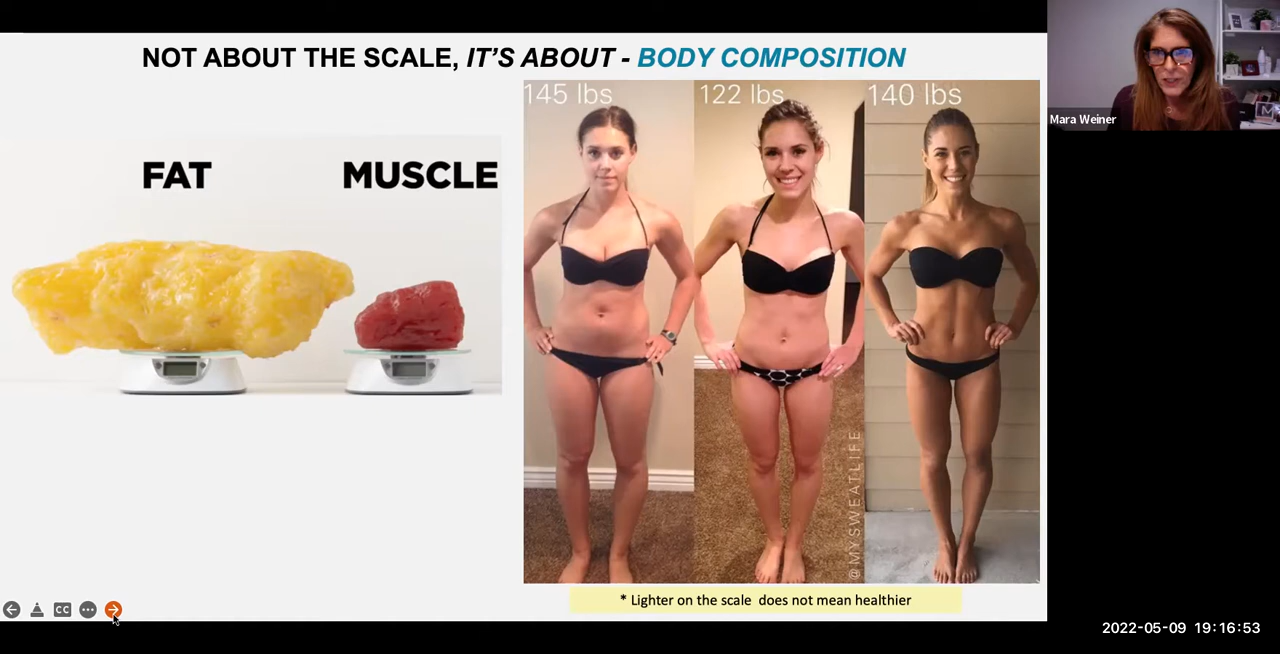 NOT ABOUT THE SCALE, IT'S ABOUT - BODY COMPOSITION
FAT
MUSCLE
145 lbs
122 lbs
140 lbs
@MYSWEATLIFE
* Lighter on the scale does not mean healthier
CC
Mara Weiner
2022-05-09 19:16:53